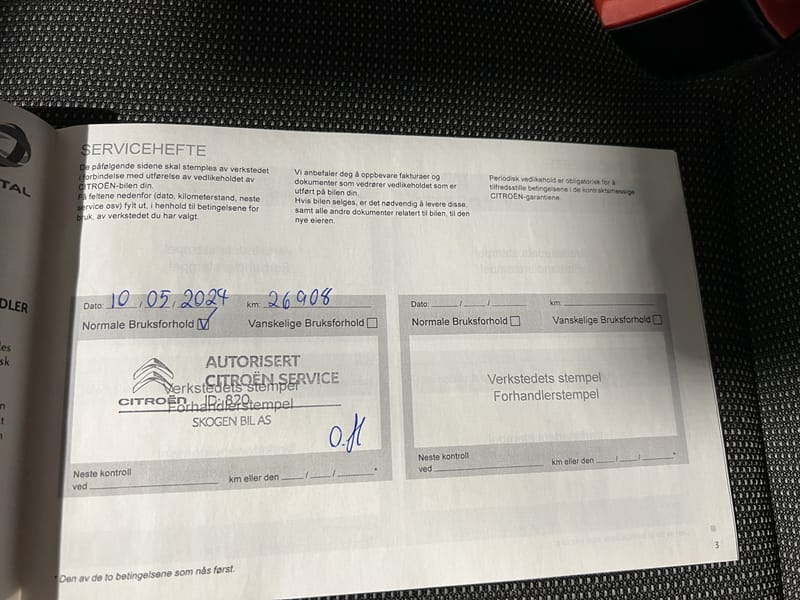 TAL
DLER
SERVICEHEFTE
De påfølgende sidene skal stemples av verkstedet
i forbindelse med utførelse av vedlikeholdet av
CITROËN-bilen din.
Få feltene nedenfor (dato, kilometerstand, neste
service osv) fylt ut, i henhold til betingelsene for
bruk, av verkstedet du har valgt.
Vi anbefaler deg å oppbevare fakturaer og
dokumenter som vedrører vedlikeholdet som er
utført på bilen din.
Hvis bilen selges, er det nødvendig å levere disse,
samt alle andre dokumenter relatert til bilen, til den
nye eieren.
Periodisk vedlikehold er obligatorisk for å
tilfredsstille betingelsene i de kontraktsmessige
CITROËN-garantiene.
Dato: 10.05.2024 km: 26908
Normale Bruksforhold Vanskelige Bruksforhold
AUTORISERT
CITROËN SERVICE
Verkstedets stempel
CITROËN ID: 820
Forhandlerstempel
SKOGEN BIL AS
O.H
Neste kontroll
ved km eller den / / *
Dato: / / km
Normale Bruksforhold Vanskelige Bruksforhold
Verkstedets stempel
Forhandlerstempel
Neste kontroll
ved km eller den / / *
* Den av de to betingelsene som nås først.
3